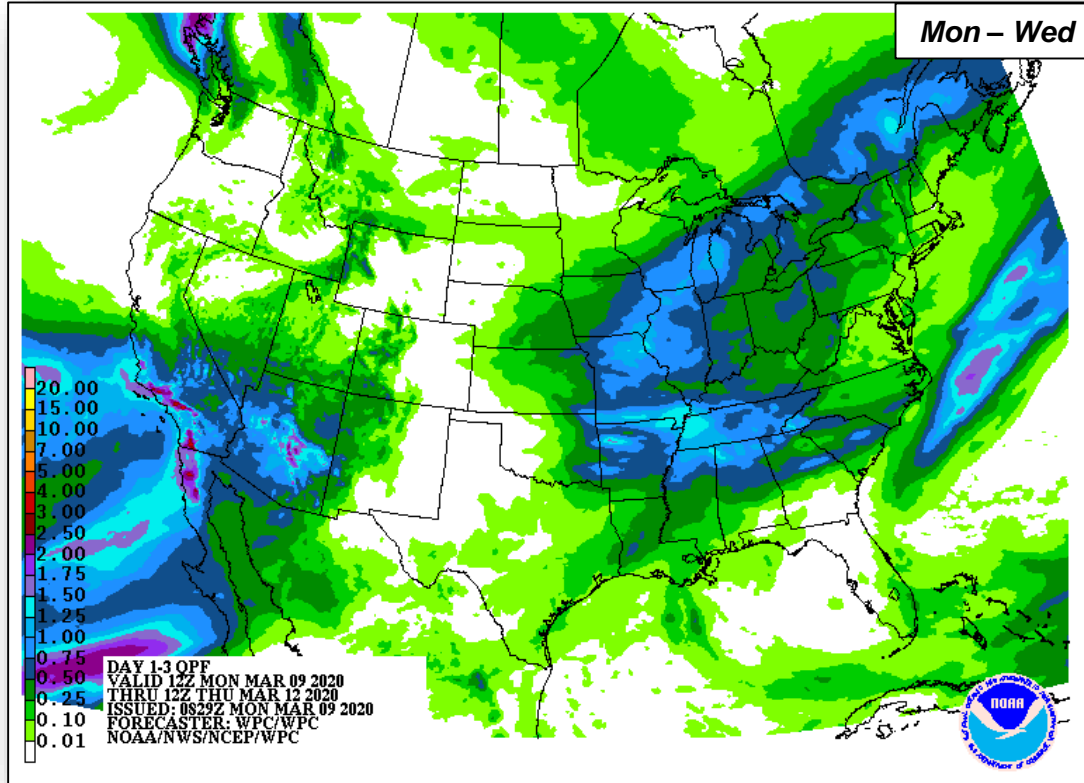 Mon – Wed
20.00
15.00
10.00
7.00
5.00
4.00
3.00
2.50
2.00
1.75
1.50
1.25
1.00
0.75
0.50
0.25
0.10
0.01
DAY 1-3 QPF
VALID 12Z MON MAR 09 2020
THRU 12Z THU MAR 12 2020
ISSUED: 0829Z MON MAR 09 2020
FORECASTER: WPC/WPC
NOAA/NWS/NCEP/WPC
NOAA